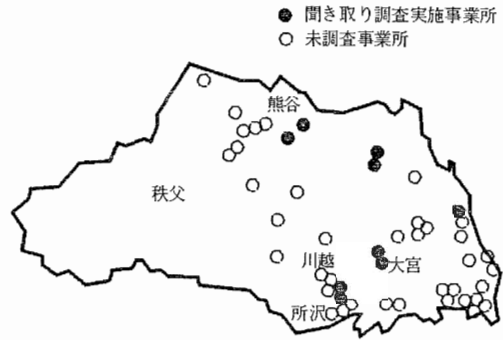 ● 聞き取り調査実施事業所
○ 未調査事業所
熊谷
秩父
川越
大宮
所沢